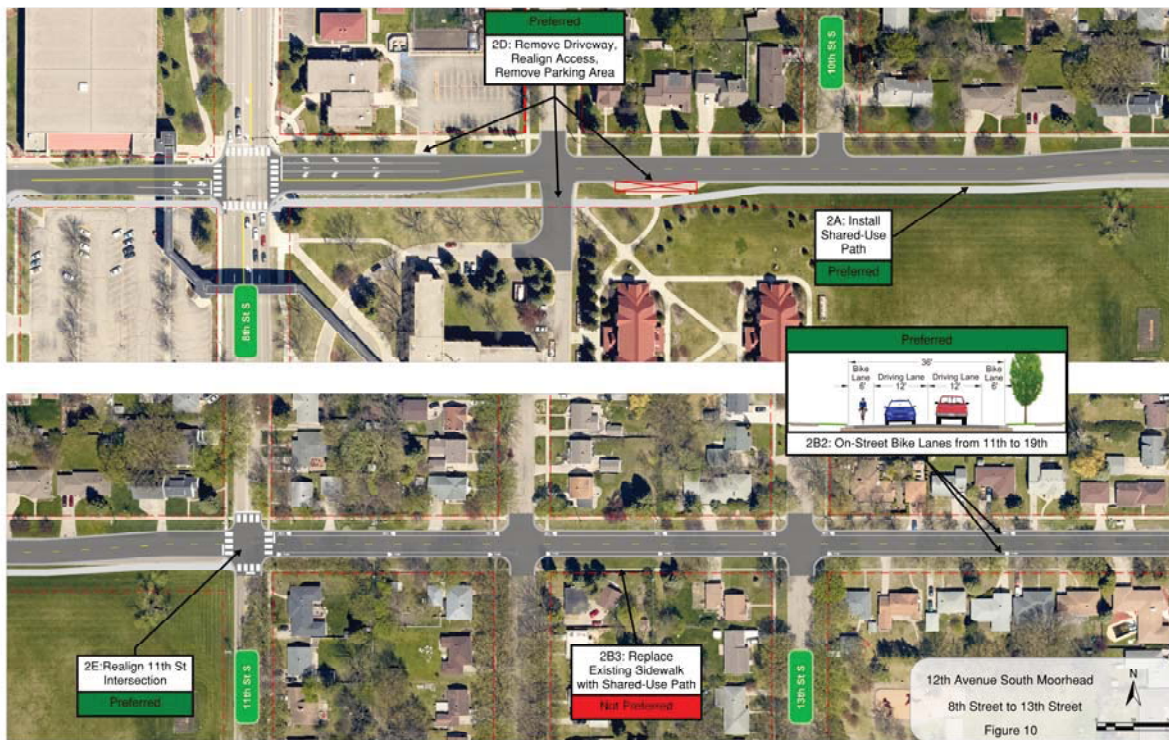 Preferred
2D: Remove Driveway,
Realign Access,
Remove Parking Area
10th St S
8th St S
2A: Install
Shared-Use
Path
Preferred
Preferred
36'
Bike
Lane
6'
Driving Lane
12'
Driving Lane
12'
Bike
Lane
6'
2B2: On-Street Bike Lanes from 11th to 19th
2E:Realign 11th St
Intersection
Preferred
11th St S
2B3: Replace
Existing Sidewalk
with Shared-Use Path
Not Preferred
13th St S
12th Avenue South Moorhead
8th Street to 13th Street
Figure 10
N